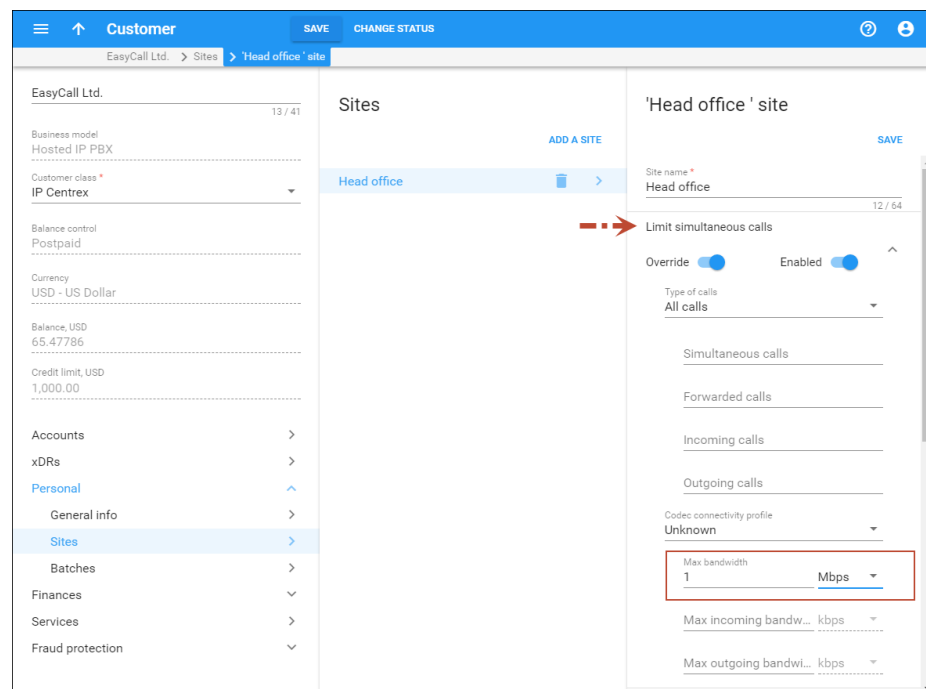 Customer SAVE CHANGE STATUS
EasyCall Ltd. Sites 'Head office ' site
EasyCall Ltd.
13 / 41
Business model
Hosted IP PBX
Customer class *
IP Centrex
Balance control
Postpaid
Currency
USD - US Dollar
Balance, USD
65.47786
Credit limit, USD
1,000.00
Accounts
xDRs
Personal
General info
Sites
Batches
Finances
Services
Fraud protection
Sites
ADD A SITE
Head office
'Head office ' site
SAVE
Site name *
Head office
12 / 64
Limit simultaneous calls
Override Enabled
Type of calls
All calls
Simultaneous calls
Forwarded calls
Incoming calls
Outgoing calls
Codec connectivity profile
Unknown
Max bandwidth
1 Mbps
Max incoming bandw... kbps
Max outgoing bandwi... kbps